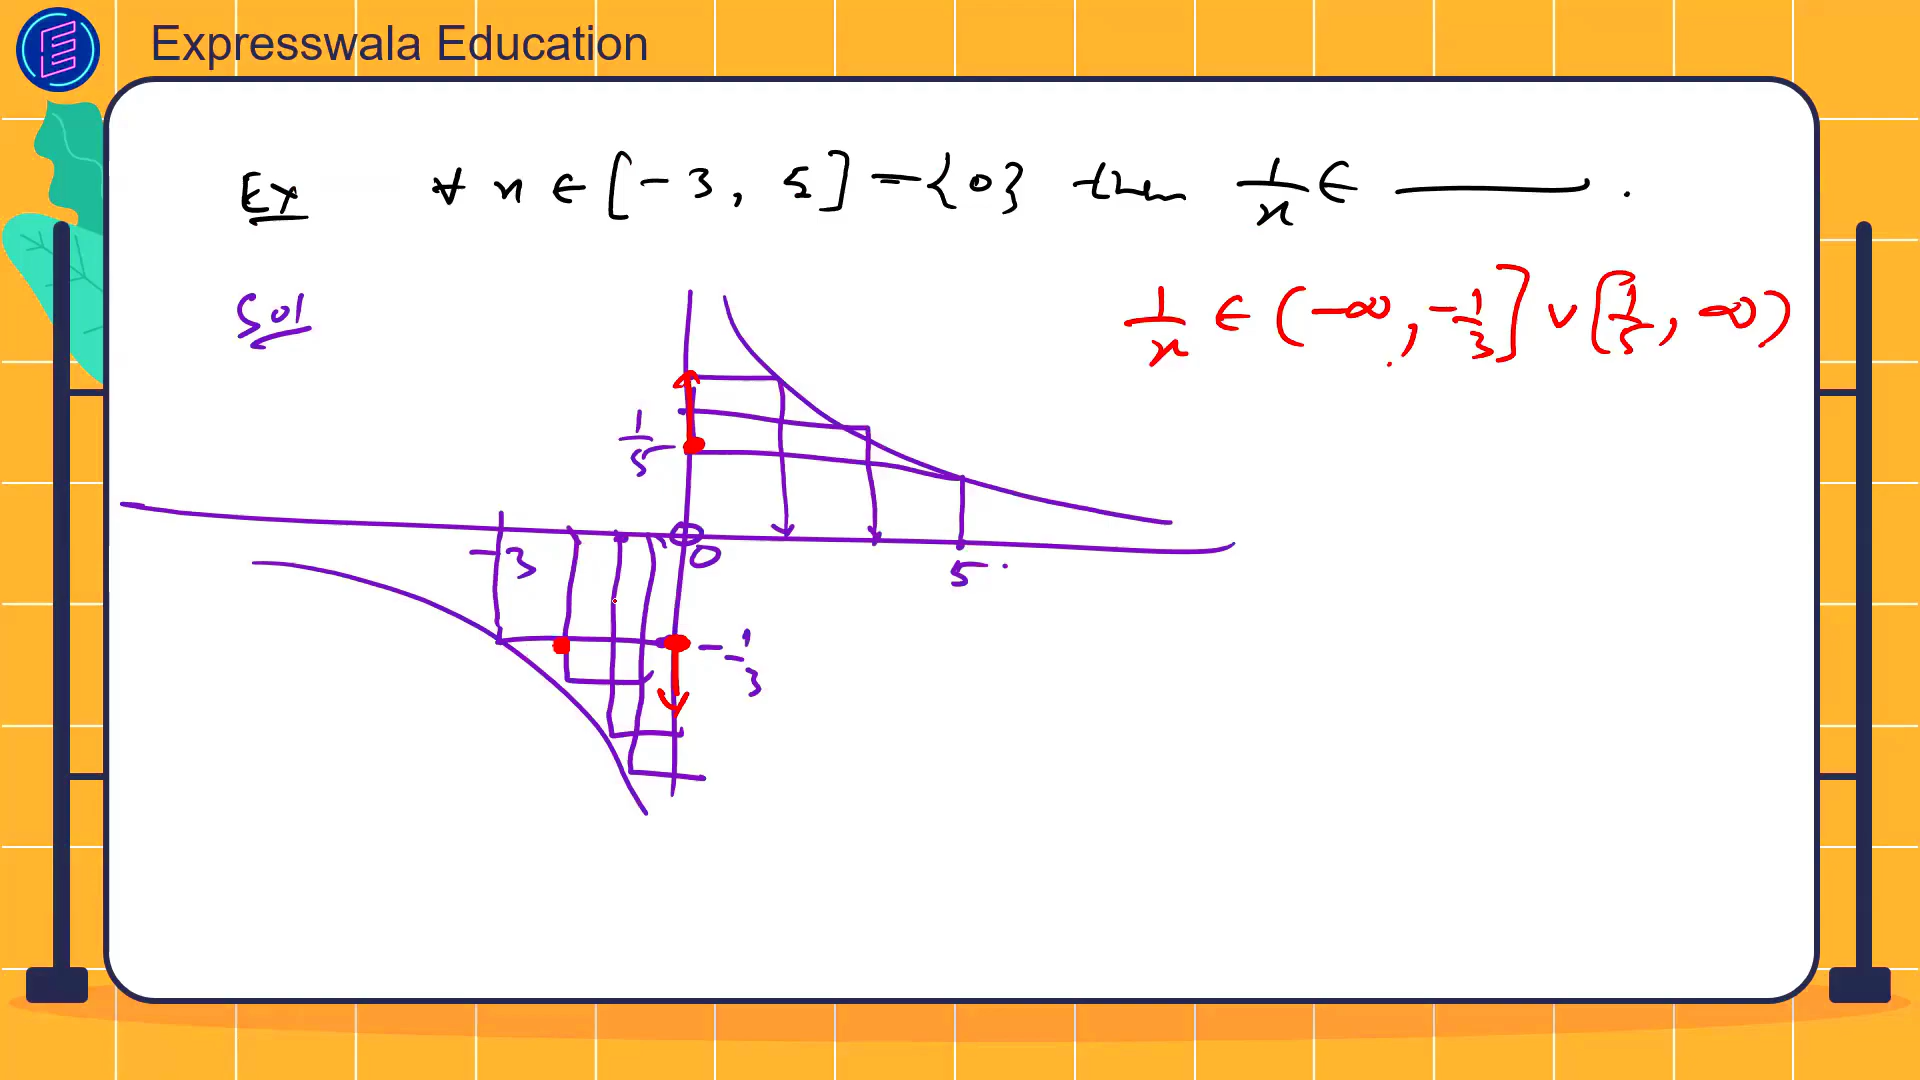 Expresswala Education
Ex ∀ x ∈ [-3, 5] - {0} then 1/x ∈ ______ .
Sol
1/x ∈ (-∞, -1/3] ∪ [1/5, ∞)
1/5
-3 0 5
-1/3